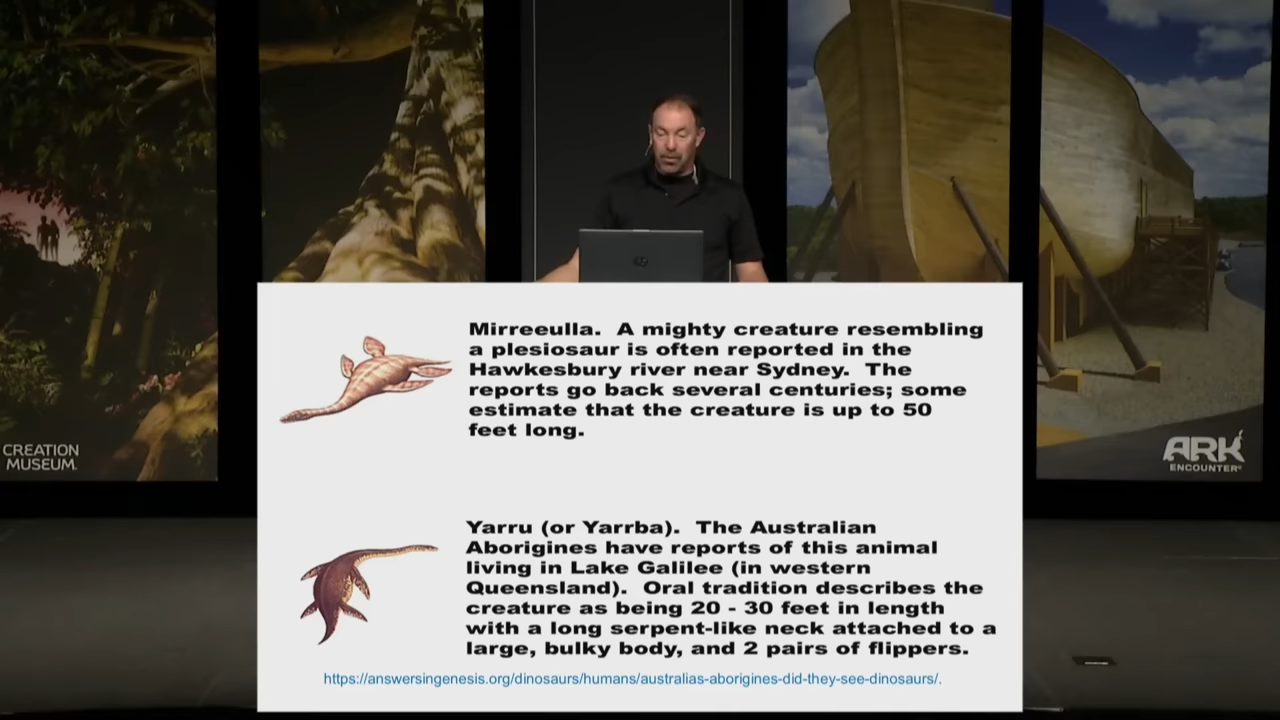 CREATION
MUSEUM
ARK
ENCOUNTER
Mirreeulla. A mighty creature resembling
a plesiosaur is often reported in the
Hawkesbury river near Sydney. The
reports go back several centuries; some
estimate that the creature is up to 50
feet long.
Yarru (or Yarrba). The Australian
Aborigines have reports of this animal
living in Lake Galilee (in western
Queensland). Oral tradition describes the
creature as being 20 - 30 feet in length
with a long serpent-like neck attached to a
large, bulky body, and 2 pairs of flippers.
https://answersingenesis.org/dinosaurs/humans/australias-aborigines-did-they-see-dinosaurs/.